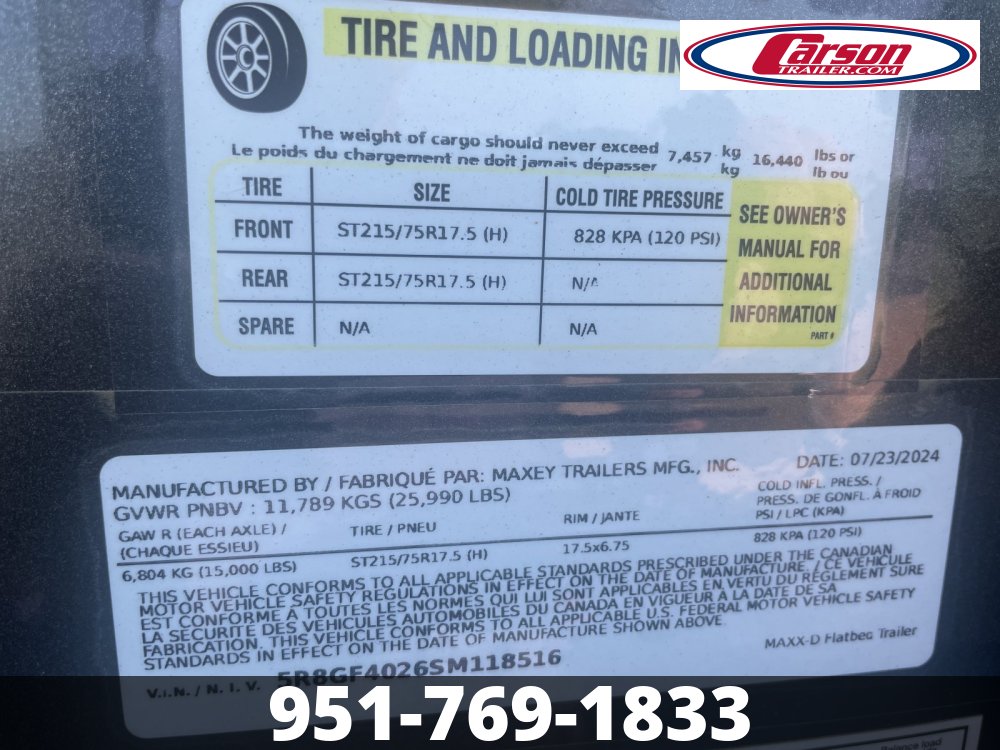 TIRE AND LOADING
Carson
TRAILER.COM
The weight of cargo should never exceed 7,457 kg 16,440 lbs or
Le poids du chargement ne doit jamais dépasser kg lb ou
TIRE SIZE COLD TIRE PRESSURE
FRONT ST215/75R17.5 (H) 828 KPA (120 PSI)
REAR ST215/75R17.5 (H) N/A
SPARE N/A N/A
SEE OWNER'S
MANUAL FOR
ADDITIONAL
INFORMATION
PART #
MANUFACTURED BY / FABRIQUÉ PAR: MAXEY TRAILERS MFG., INC. DATE: 07/23/2024
GVWR PNBV : 11,789 KGS (25,990 LBS)
GAW R (EACH AXLE) /
(CHAQUE ESSIEU)
TIRE / PNEU
RIM / JANTE
COLD INFL. PRESS. /
PRESS. DE GONFL. À FROID
PSI / LPC (KPA)
6,804 KG (15,000 LBS) ST215/75R17.5 (H) 17.5x6.75 828 KPA (120 PSI)
THIS VEHICLE CONFORMS TO ALL APPLICABLE STANDARDS PRESCRIBED UNDER THE CANADIAN
MOTOR VEHICLE SAFETY REGULATIONS IN EFFECT ON THE DATE OF MANUFACTURE. / CE VÉHICULE
EST CONFORME À TOUTES LES NORMES QUI LUI SONT APPLICABLES EN VERTU DU RÈGLEMENT SURE
LA SECURITE DES VÉHICULES AUTOMOBILES DU CANADA EN VIGUEUR À LA DATE DE SA
FABRICATION. THIS VEHICLE CONFORMS TO ALL APPLICABLE U.S. FEDERAL MOTOR VEHICLE SAFETY
STANDARDS IN EFFECT ON THE DATE OF MANUFACTURE SHOWN ABOVE.
MAXX-D Flatbed Trailer
V.I.N. / N. I. V. 5R8GF4026SM118516
951-769-1833